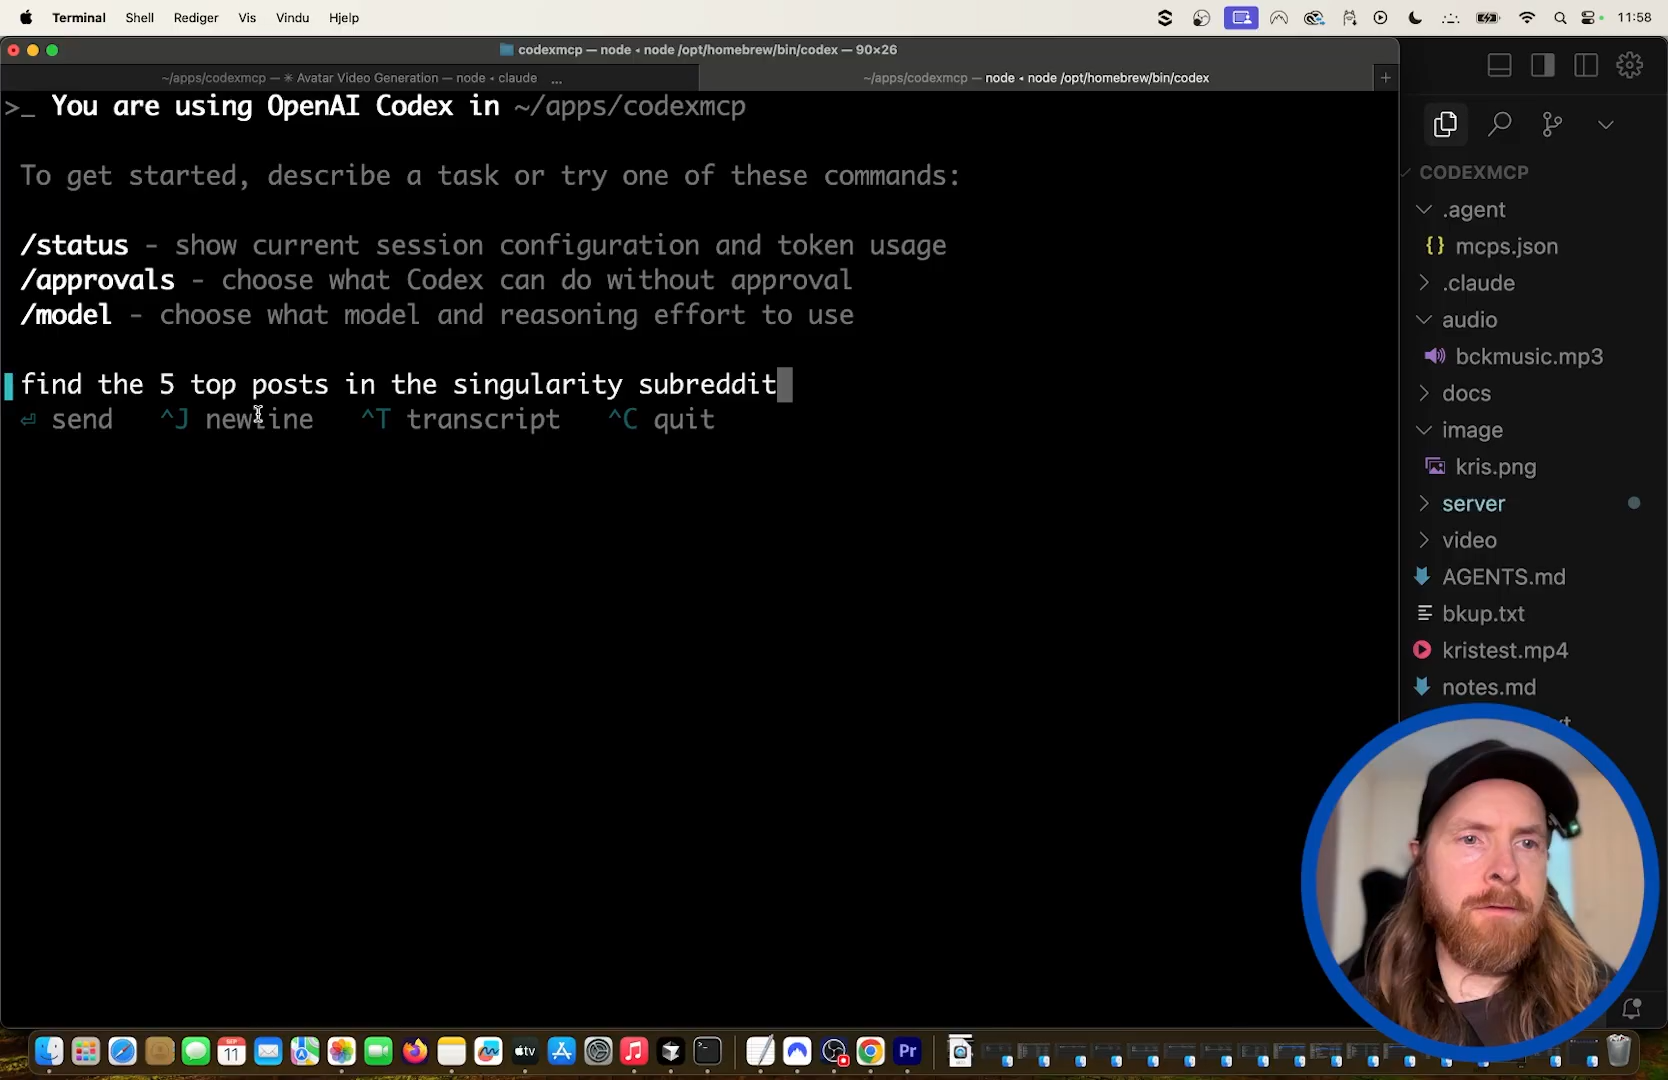 Terminal Shell Rediger Vis Vindu Hjelp 11:58
codexmcp — node ◂ node /opt/homebrew/bin/codex — 90×26
~/apps/codexmcp — ✳ Avatar Video Generation — node ◂ claude ...
~/apps/codexmcp — node ◂ node /opt/homebrew/bin/codex +
>_ You are using OpenAI Codex in ~/apps/codexmcp
To get started, describe a task or try one of these commands:
/status - show current session configuration and token usage
/approvals - choose what Codex can do without approval
/model - choose what model and reasoning effort to use
find the 5 top posts in the singularity subreddit
⏎ send ^J newline ^T transcript ^C quit
CODEXMCP
.agent
{} mcps.json
.claude
audio
bckmusic.mp3
docs
image
kris.png
server
video
AGENTS.md
bkup.txt
kristest.mp4
notes.md
SEP
11
tv
Pr